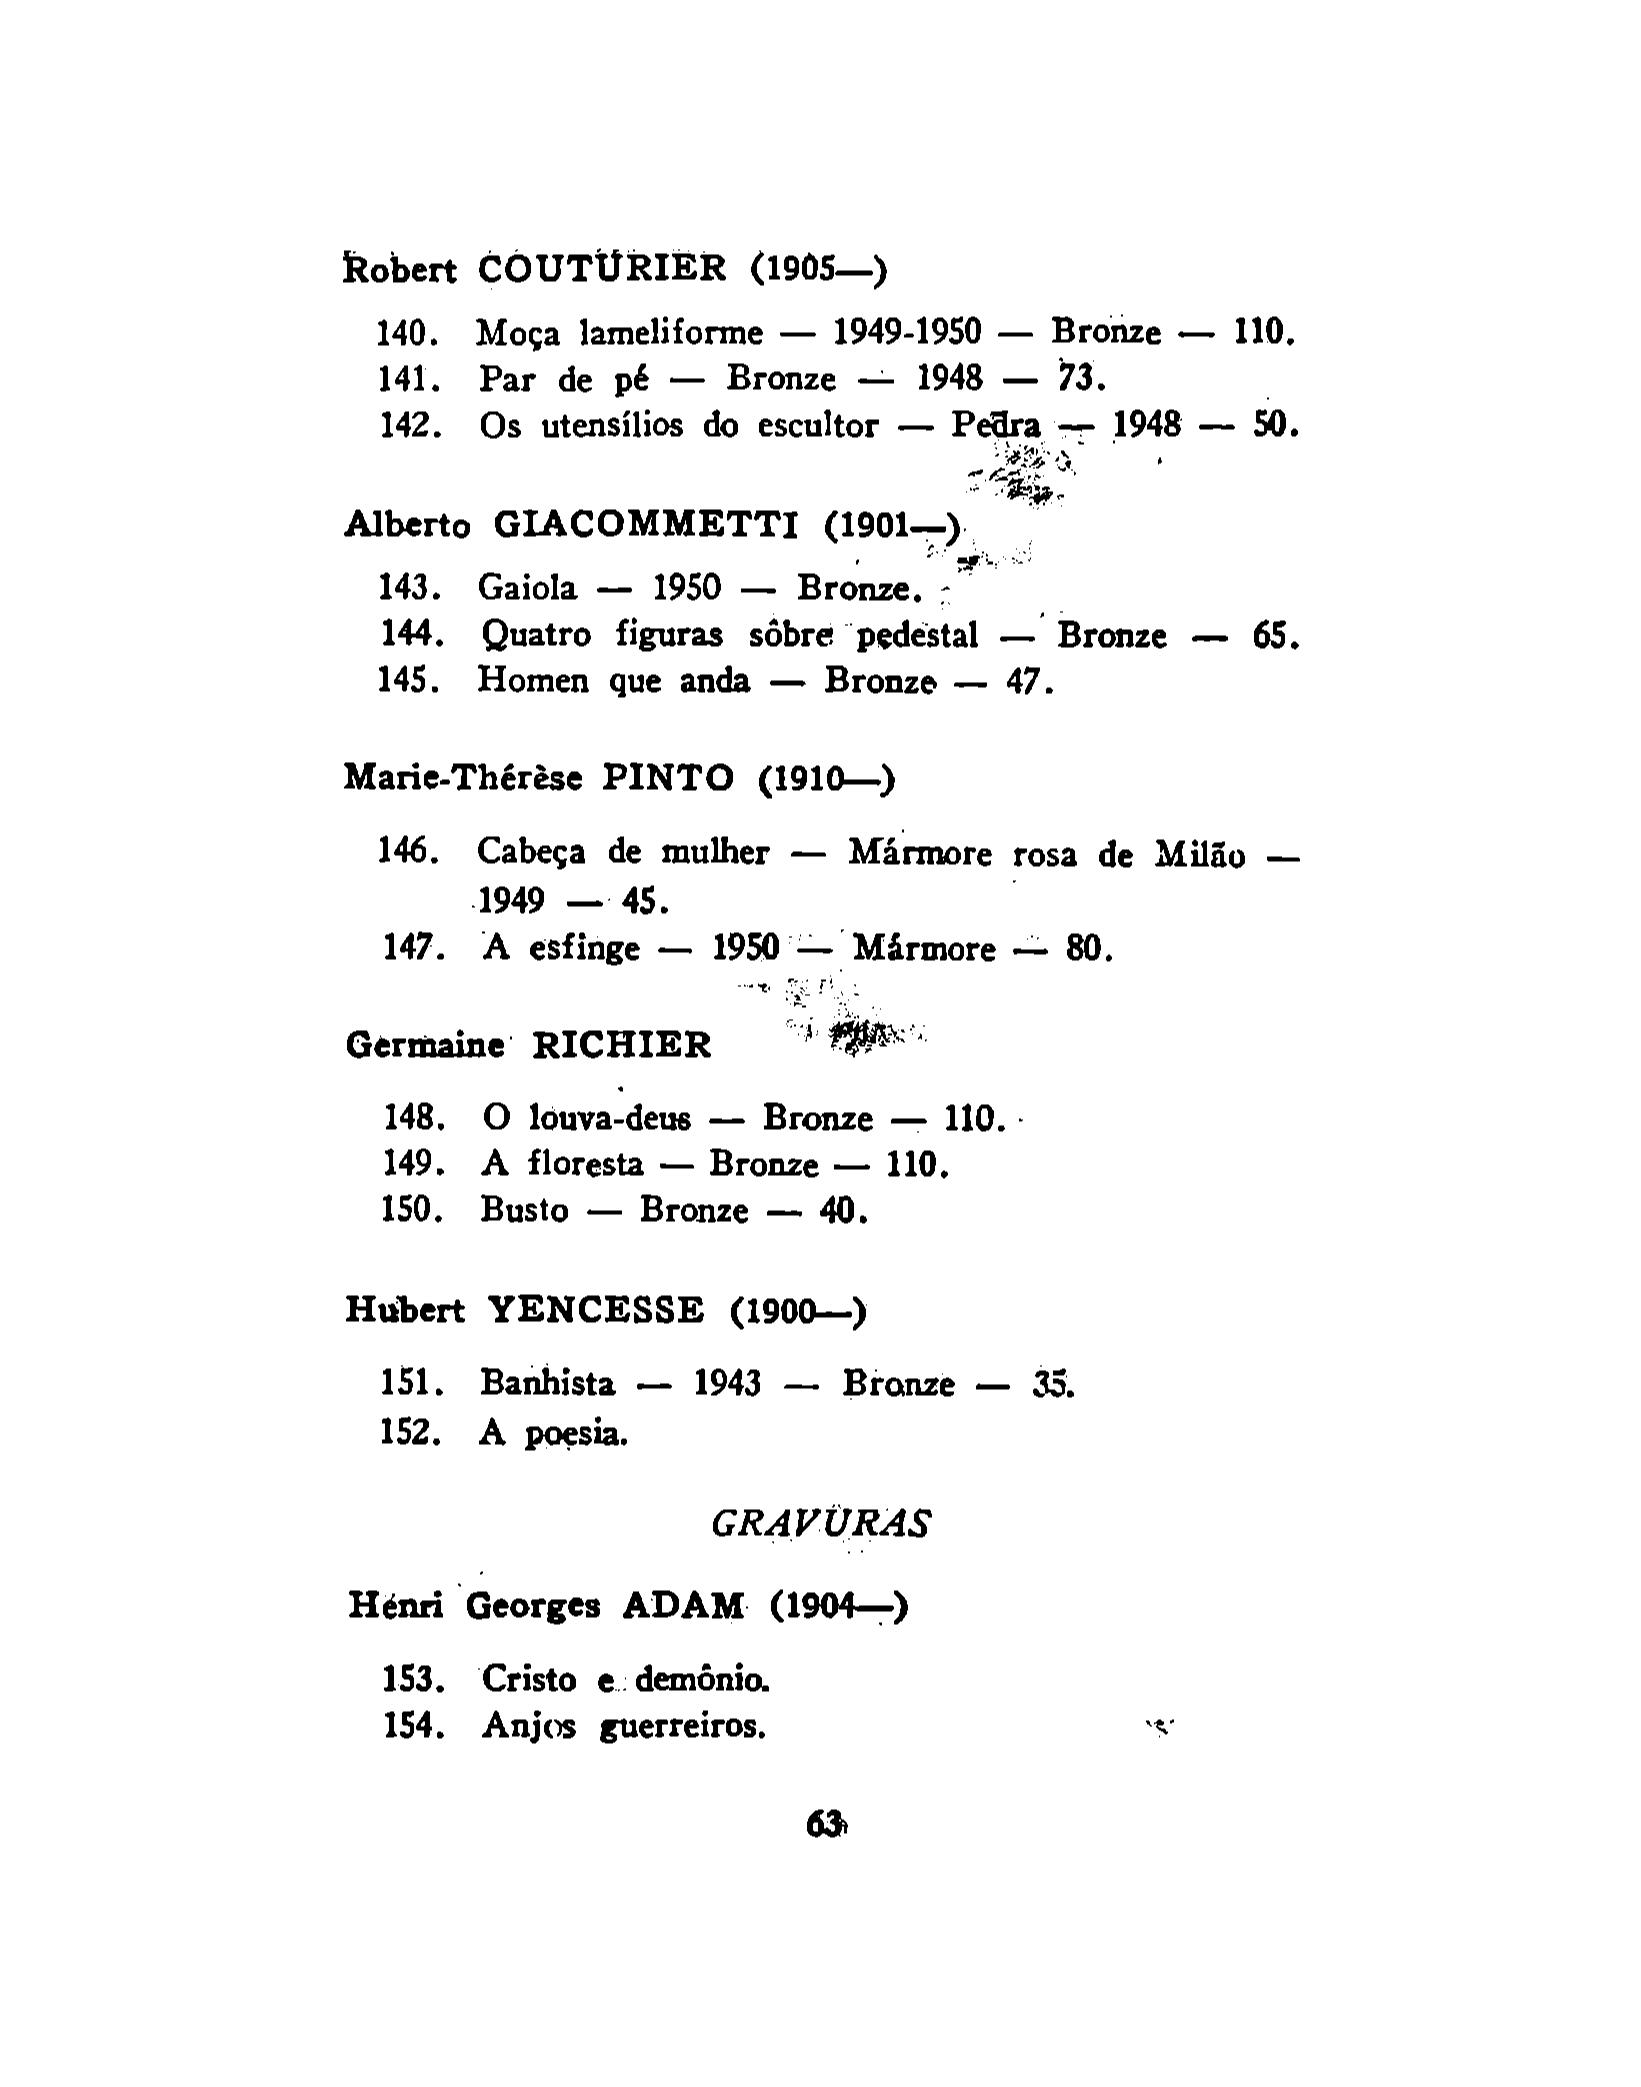 Robert COUTURIER (1905—)
140. Moça lameliforme — 1949-1950 — Bronze — 110.
141. Par de pé — Bronze — 1948 — 73.
142. Os utensílios do escultor — Pedra — 1948 — 50.
Alberto GIACOMMETTI (1901—)
143. Gaiola — 1950 — Bronze.
144. Quatro figuras sôbre pedestal — Bronze — 65.
145. Homen que anda — Bronze — 47.
Marie-Thérèse PINTO (1910—)
146. Cabeça de mulher — Mármore rosa de Milão —
1949 — 45.
147. A esfinge — 1950 — Mármore — 80.
Germaine RICHIER
148. O louva-deus — Bronze — 110.
149. A floresta — Bronze — 110.
150. Busto — Bronze — 40.
Hubert YENCESSE (1900—)
151. Banhista — 1943 — Bronze — 35.
152. A poesia.
GRAVURAS
Henri Georges ADAM (1904—)
153. Cristo e demônio.
154. Anjos guerreiros.
63